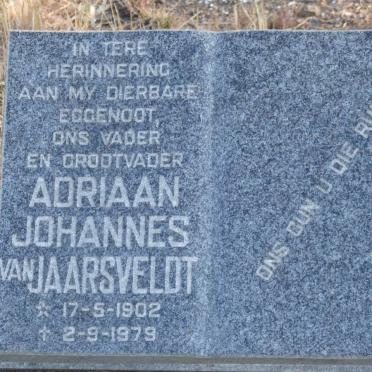 IN TERE
HERINNERING
AAN MY DIERBARE
EGGENOOT,
ONS VADER
EN GROOTVADER
ADRIAAN
JOHANNES
VAN JAARSVELDT
☆ 17-5-1902
✝ 2-9-1979
ONS GUN U DIE